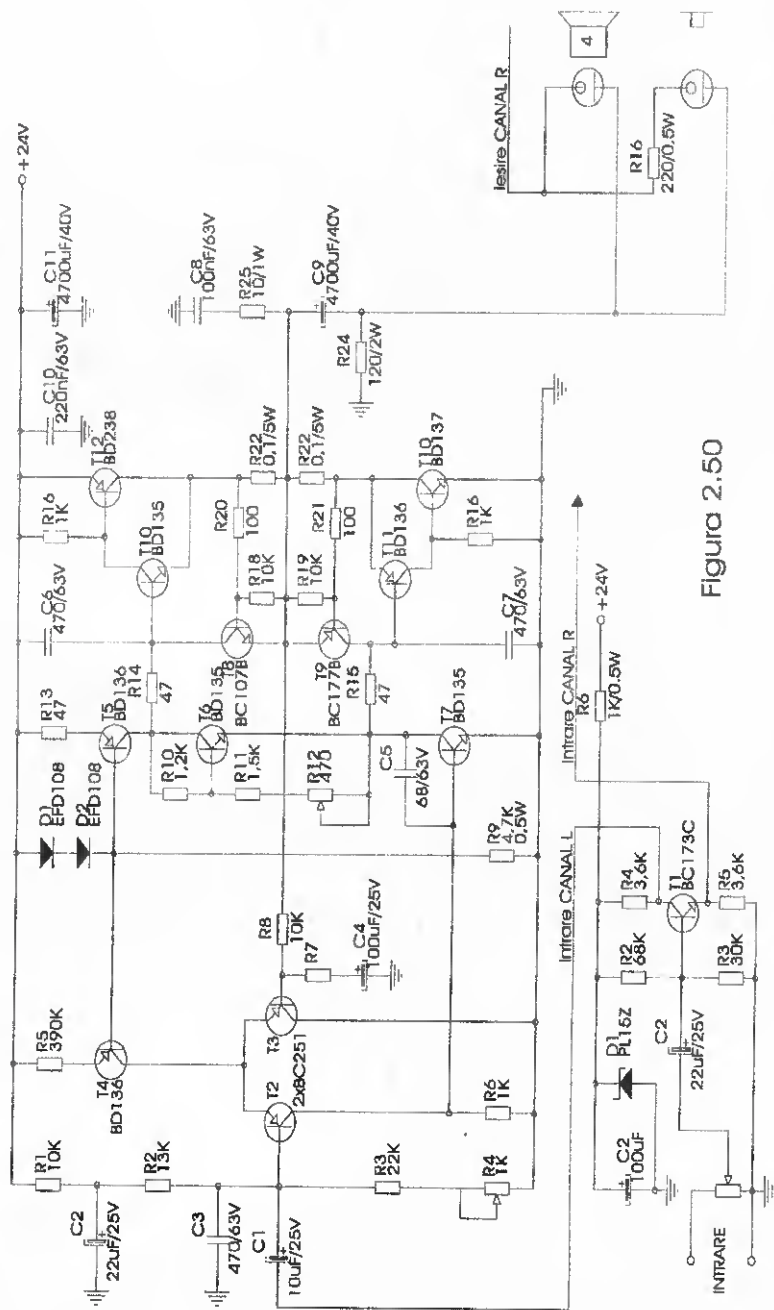 +24V
C11
4700uF/40V
C10
220nF/63V
T12
BD238
R16
1K
T10
BD135
C6
470/63V
R13
47
T5
BD136
R14
47
D1
EFD108
D2
EFD108
R5
390K
T4
BD136
R1
10K
C2
22uF/25V
R2
13K
C3
470/63V
C1
10uF/25V
T2
2xBC251
T3
R8
10K
R7
C4
100uF/25V
R10
1,2K
T6
BD135
R11
1,5K
R12
470
T8
BC107B
R18
10K
R20
100
R22
0,1/5W
C8
100nF/63V
R25
10/1W
R22
0,1/5W
R19
10K
R21
100
T9
BC177B
R15
47
T11
BD136
T10
BD137
R16
1K
C7
470/63V
C9
4700uF/40V
R24
120/2W
C5
68/63V
T7
BD135
R9
4,7K
0,5W
R6
1K
R3
22K
R4
1K
Iesire CANAL R
4
R16
220/0,5W
Intrare CANAL L
Intrare CANAL R
R6
1K/0,5W
+24V
R4
3,6K
T1
BC173C
R5
3,6K
R2
68K
R3
30K
D1
PL15Z
C2
22uF/25V
C2
100uF
INTRARE
Figura 2.50